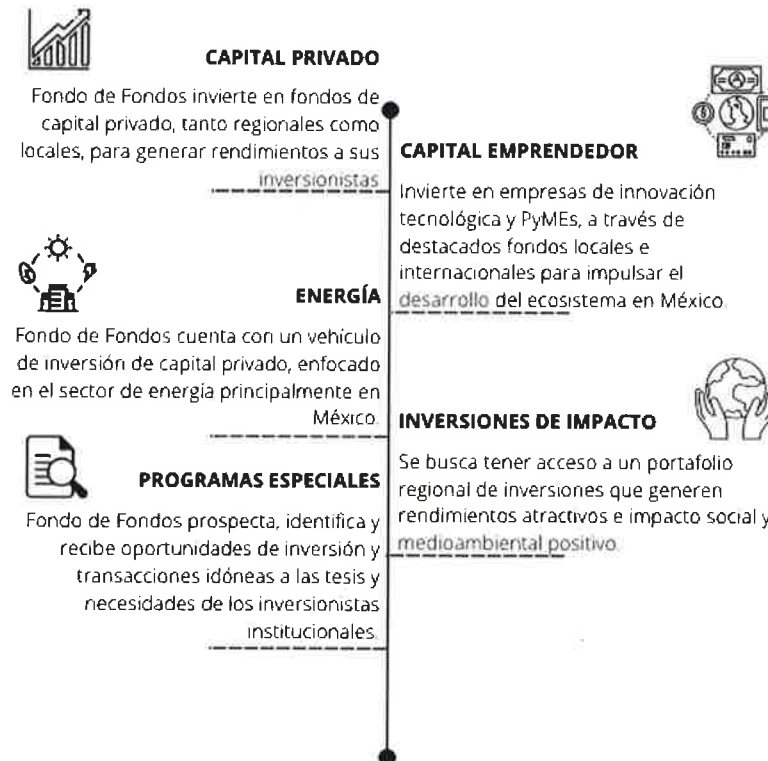 CAPITAL PRIVADO
Fondo de Fondos invierte en fondos de
capital privado, tanto regionales como
locales, para generar rendimientos a sus
inversionistas
CAPITAL EMPRENDEDOR
Invierte en empresas de innovación
tecnológica y PyMEs, a través de
destacados fondos locales e
internacionales para impulsar el
desarrollo del ecosistema en México.
ENERGÍA
Fondo de Fondos cuenta con un vehículo
de inversión de capital privado, enfocado
en el sector de energía principalmente en
México.
INVERSIONES DE IMPACTO
Se busca tener acceso a un portafolio
regional de inversiones que generen
rendimientos atractivos e impacto social y
medioambiental positivo.
PROGRAMAS ESPECIALES
Fondo de Fondos prospecta, identifica y
recibe oportunidades de inversión y
transacciones idóneas a las tesis y
necesidades de los inversionistas
institucionales.